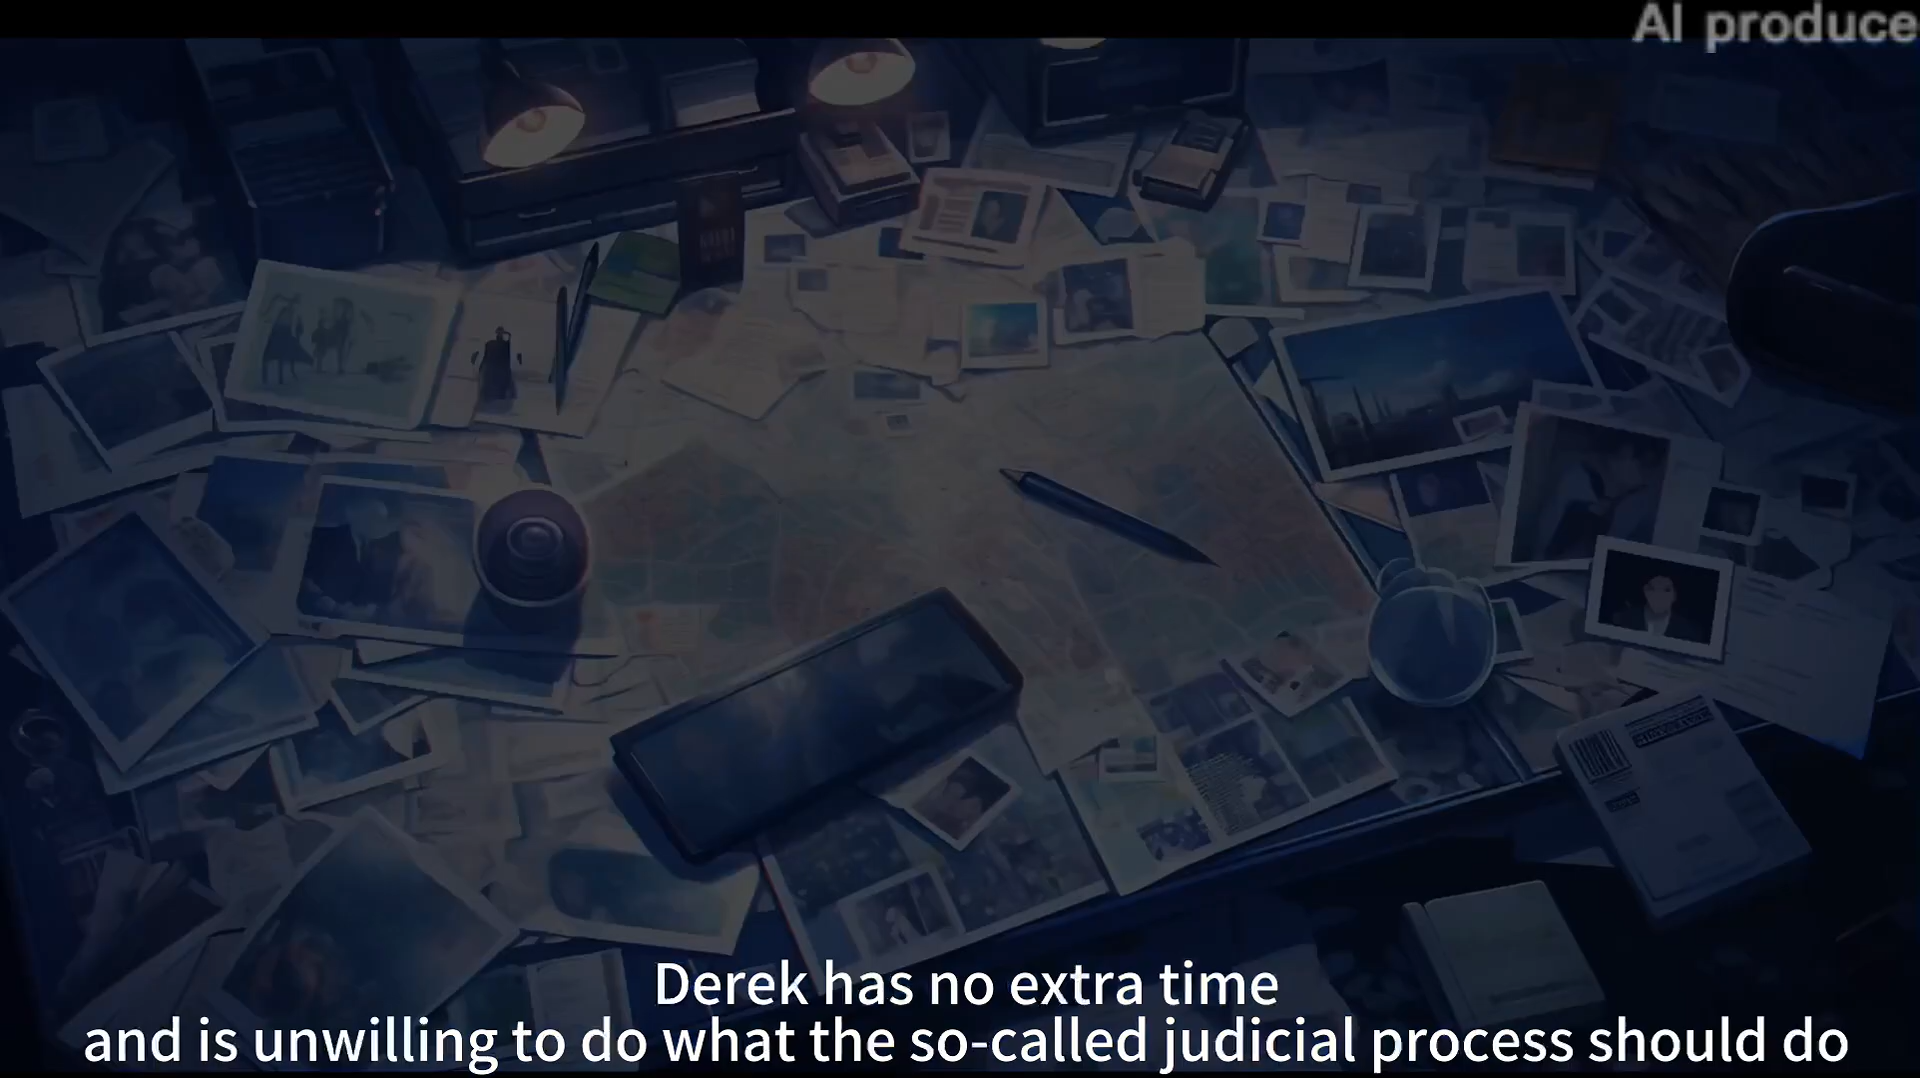 AI produce
Derek has no extra time
and is unwilling to do what the so-called judicial process should do